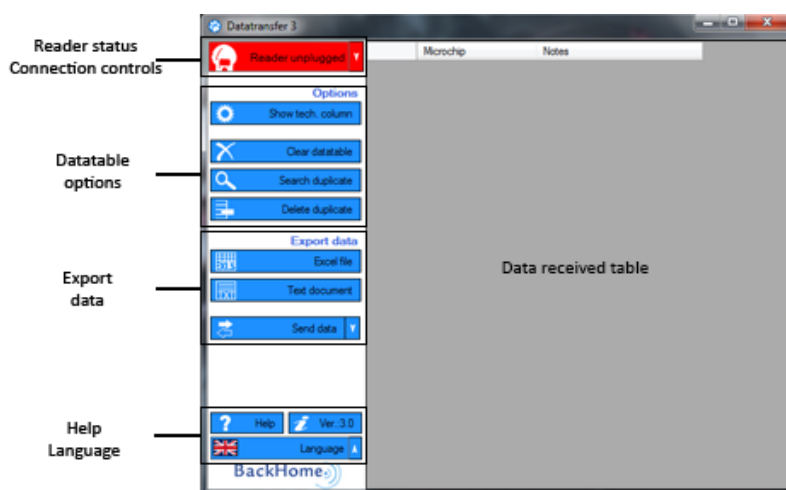 Datatransfer 3
Reader status
Connection controls
Reader unplugged
Microchip
Notes
Options
Show tech. column
Datatable
options
Clear datatable
Search duplicate
Delete duplicate
Export data
Export
data
Excel file
Text document
TXT
Send data
Data received table
Help
Language
? Help
i Ver.:3.0
Language
BackHome